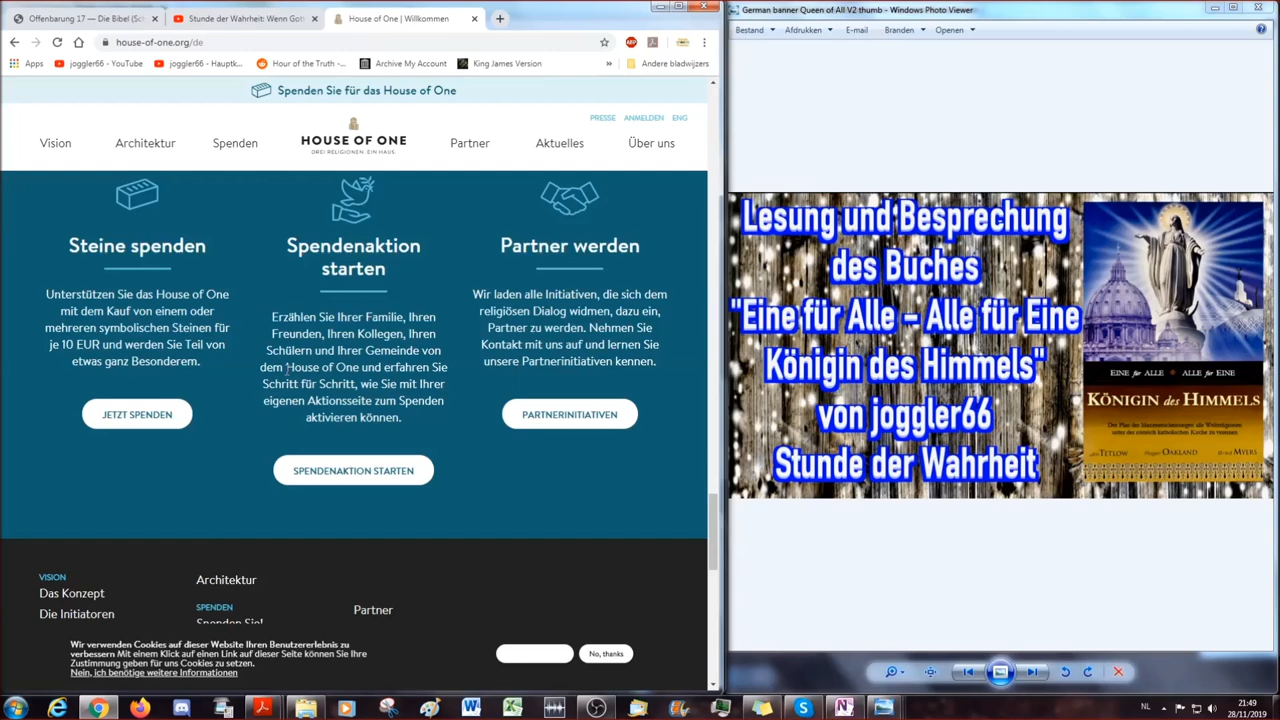 Offenbarung 17 — Die Bibel (Sc
Stunde der Wahrheit: Wenn Got
House of One | Willkommen
house-of-one.org/de
Apps
joggler66 - YouTube
joggler66 - Hauptk...
Hour of the Truth -...
Archive My Account
King James Version
»
Andere bladwijzers
Spenden Sie für das House of One
PRESSE
ANMELDEN
ENG
Vision
Architektur
Spenden
HOUSE OF ONE
DREI RELIGIONEN. EIN HAUS.
Partner
Aktuelles
Über uns
Steine spenden
Unterstützen Sie das House of One
mit dem Kauf von einem oder
mehreren symbolischen Steinen für
je 10 EUR und werden Sie Teil von
etwas ganz Besonderem.
JETZT SPENDEN
Spendenaktion
starten
Erzählen Sie Ihrer Familie, Ihren
Freunden, Ihren Kollegen, Ihren
Schülern und Ihrer Gemeinde von
dem House of One und erfahren Sie
Schritt für Schritt, wie Sie mit Ihrer
eigenen Aktionsseite zum Spenden
aktivieren können.
SPENDENAKTION STARTEN
Partner werden
Wir laden alle Initiativen, die sich dem
religiösen Dialog widmen, dazu ein,
Partner zu werden. Nehmen Sie
Kontakt mit uns auf und lernen Sie
unsere Partnerinitiativen kennen.
PARTNERINITIATIVEN
VISION
Das Konzept
Die Initiatoren
Architektur
SPENDEN
Spenden Sie!
Partner
Wir verwenden Cookies auf dieser Website Ihren Benutzererlebnis zu
verbessern Mit einem Klick auf einen Link auf dieser Seite können Sie Ihre
Zustimmung geben für uns Cookies zu setzen.
Nein, ich benötige weitere Informationen
No, thanks
German banner Queen of All V2 thumb - Windows Photo Viewer
Bestand
Afdrukken
E-mail
Branden
Openen
Lesung und Besprechung
des Buches
"Eine für Alle – Alle für Eine
Königin des Himmels"
von joggler66
Stunde der Wahrheit
EINE für ALLE • ALLE für EINE
KÖNIGIN des HIMMELS
TETLOW
Roger OAKLAND
MYERS
NL
21:49
28/11/2019